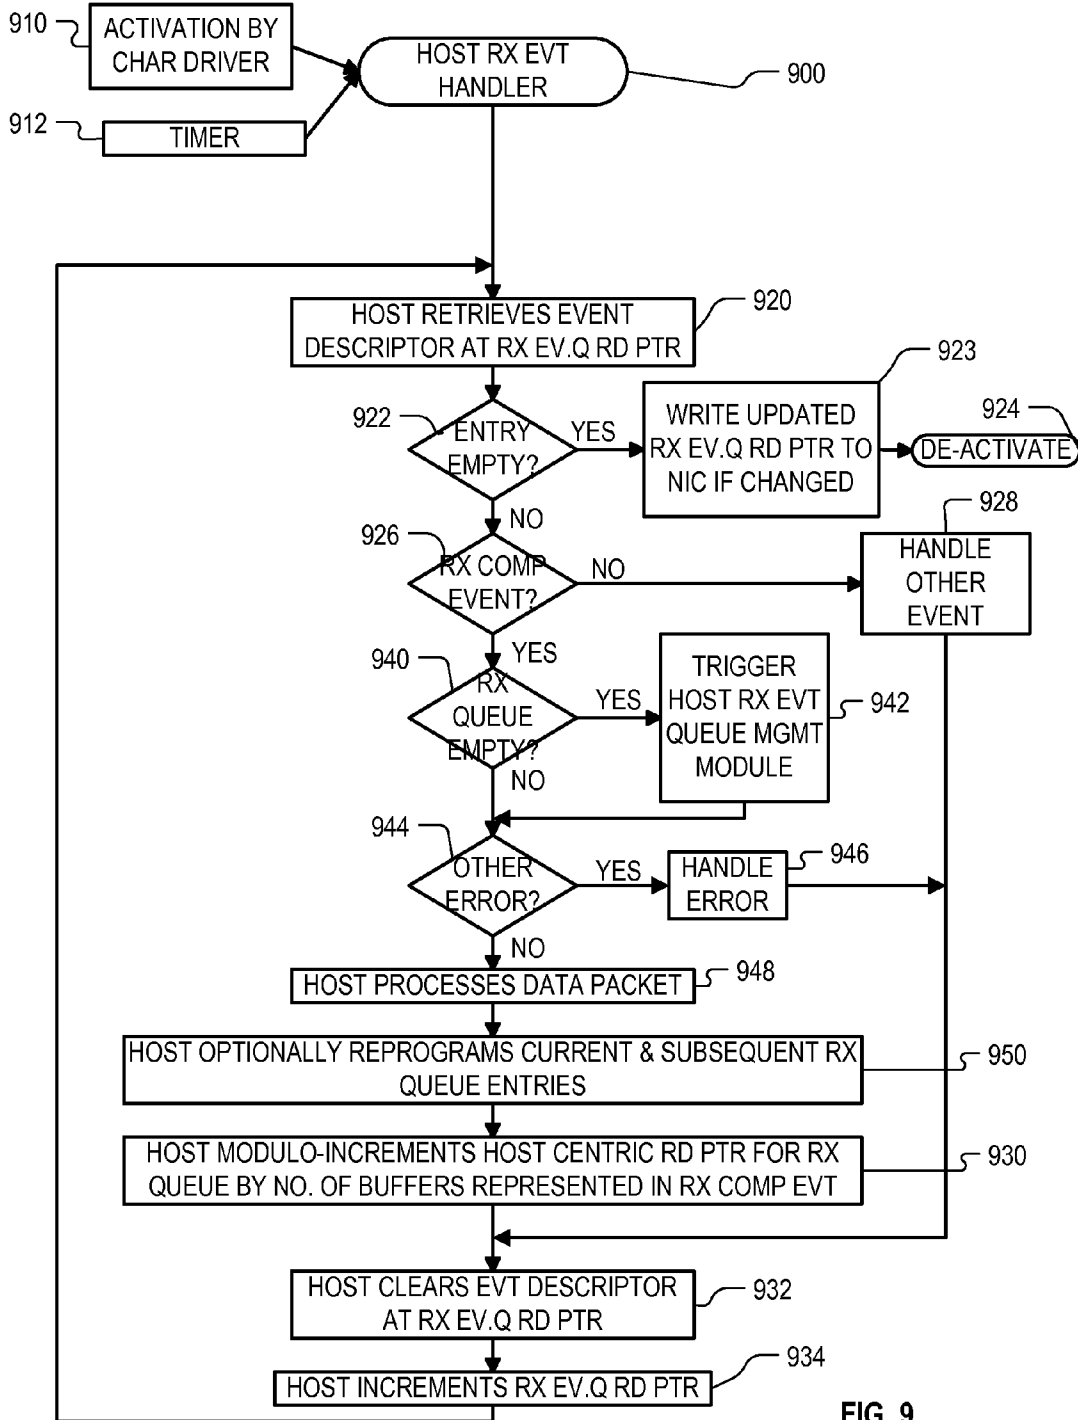 910
ACTIVATION BY
CHAR DRIVER
HOST RX EVT
HANDLER
900
912
TIMER
HOST RETRIEVES EVENT
DESCRIPTOR AT RX EV.Q RD PTR
920
922
ENTRY
EMPTY?
YES
WRITE UPDATED
RX EV.Q RD PTR TO
NIC IF CHANGED
923
924
DE-ACTIVATE
NO
926
RX COMP
EVENT?
NO
928
HANDLE
OTHER
EVENT
YES
940
RX
QUEUE
EMPTY?
YES
TRIGGER
HOST RX EVT
QUEUE MGMT
MODULE
942
NO
944
OTHER
ERROR?
YES
HANDLE
ERROR
946
NO
HOST PROCESSES DATA PACKET
948
HOST OPTIONALLY REPROGRAMS CURRENT & SUBSEQUENT RX
QUEUE ENTRIES
950
HOST MODULO-INCREMENTS HOST CENTRIC RD PTR FOR RX
QUEUE BY NO. OF BUFFERS REPRESENTED IN RX COMP EVT
930
HOST CLEARS EVT DESCRIPTOR
AT RX EV.Q RD PTR
932
HOST INCREMENTS RX EV.Q RD PTR
934
FIG. 9